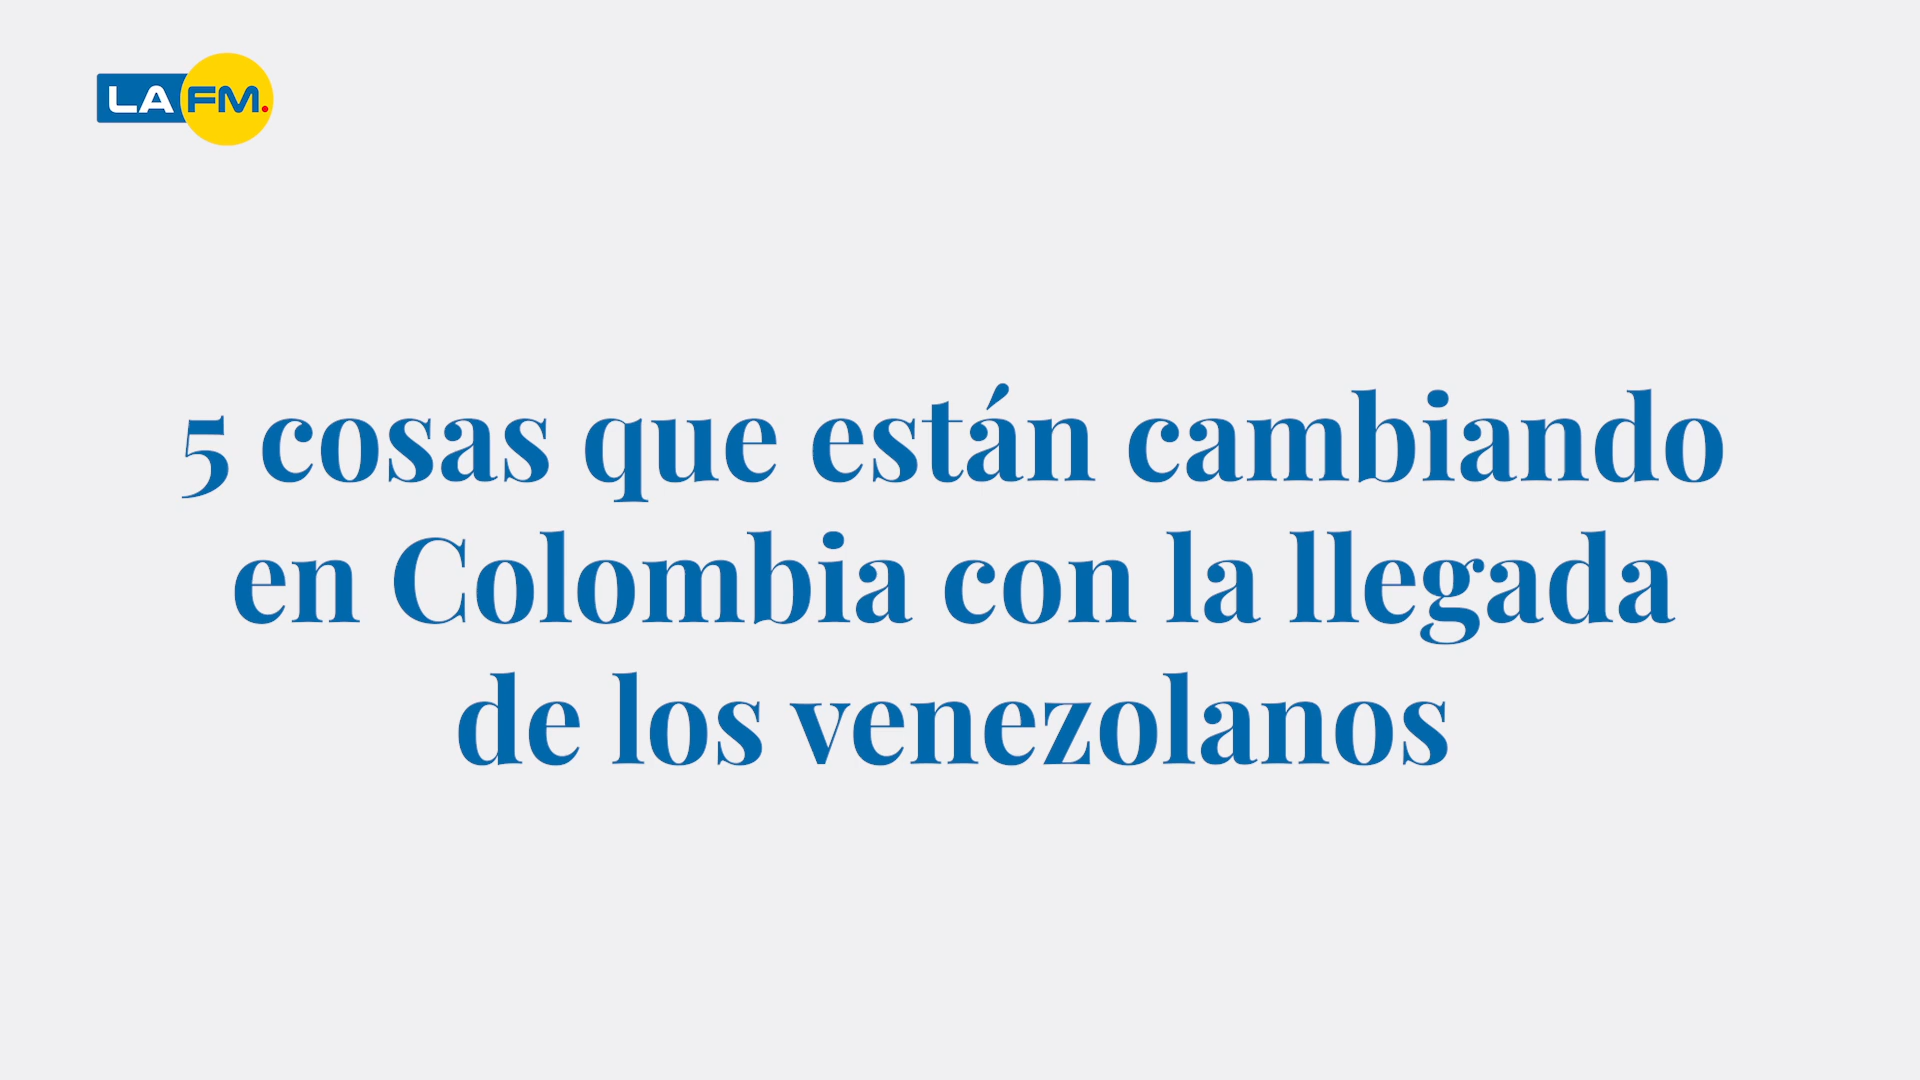 LA FM.
5 cosas que están cambiando
en Colombia con la llegada
de los venezolanos